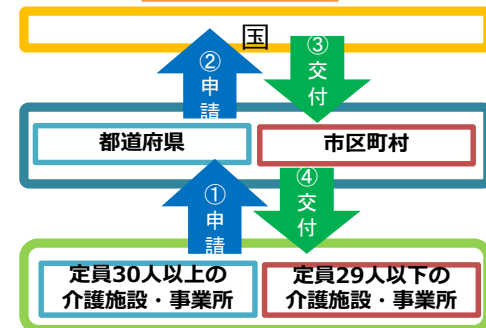 国
②申請
③交付
都道府県
市区町村
①申請
④交付
定員30人以上の
介護施設・事業所
定員29人以下の
介護施設・事業所